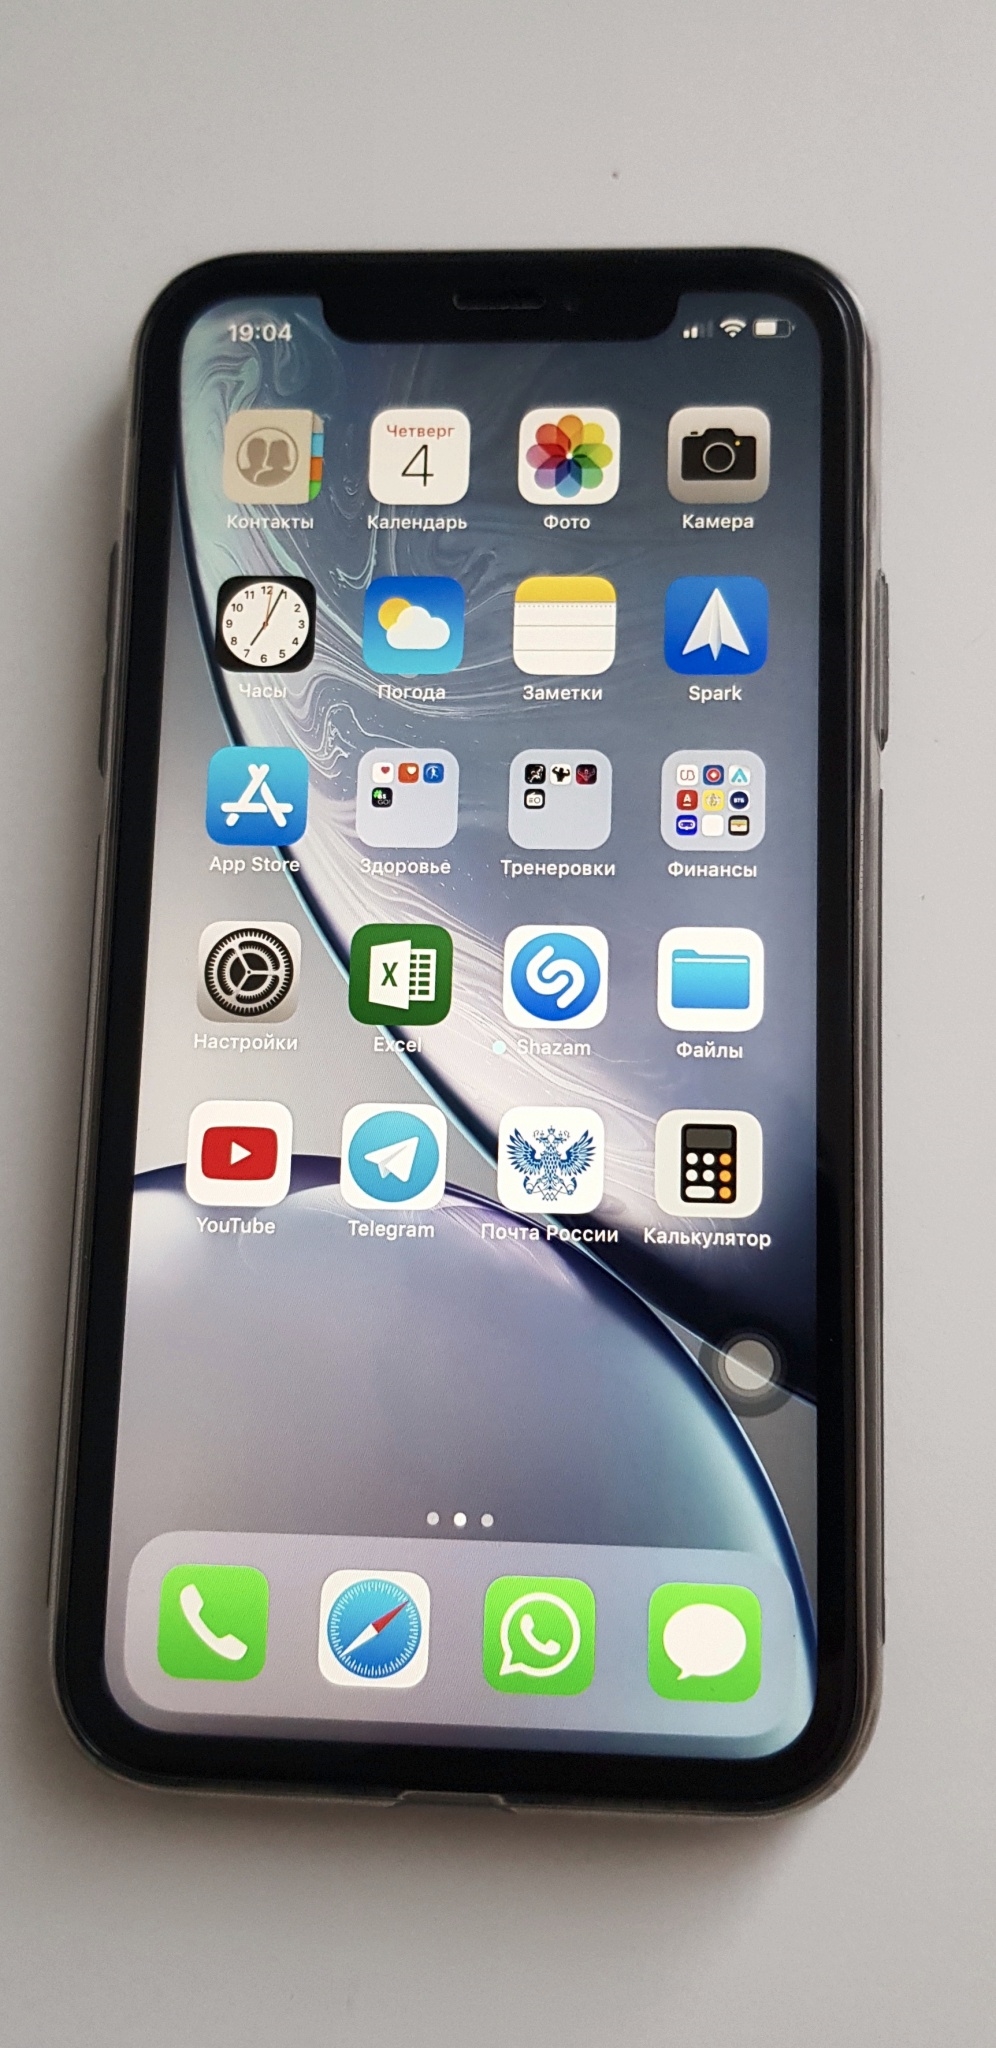 19:04
Четверг
4
Контакты
Календарь
Фото
Камера
12
1
2
3
4
5
6
7
8
9
10
11
Часы
Погода
Заметки
Spark
App Store
Здоровье
Тренеровки
Финансы
X
Настройки
Excel
Shazam
Файлы
YouTube
Telegram
Почта России
Калькулятор